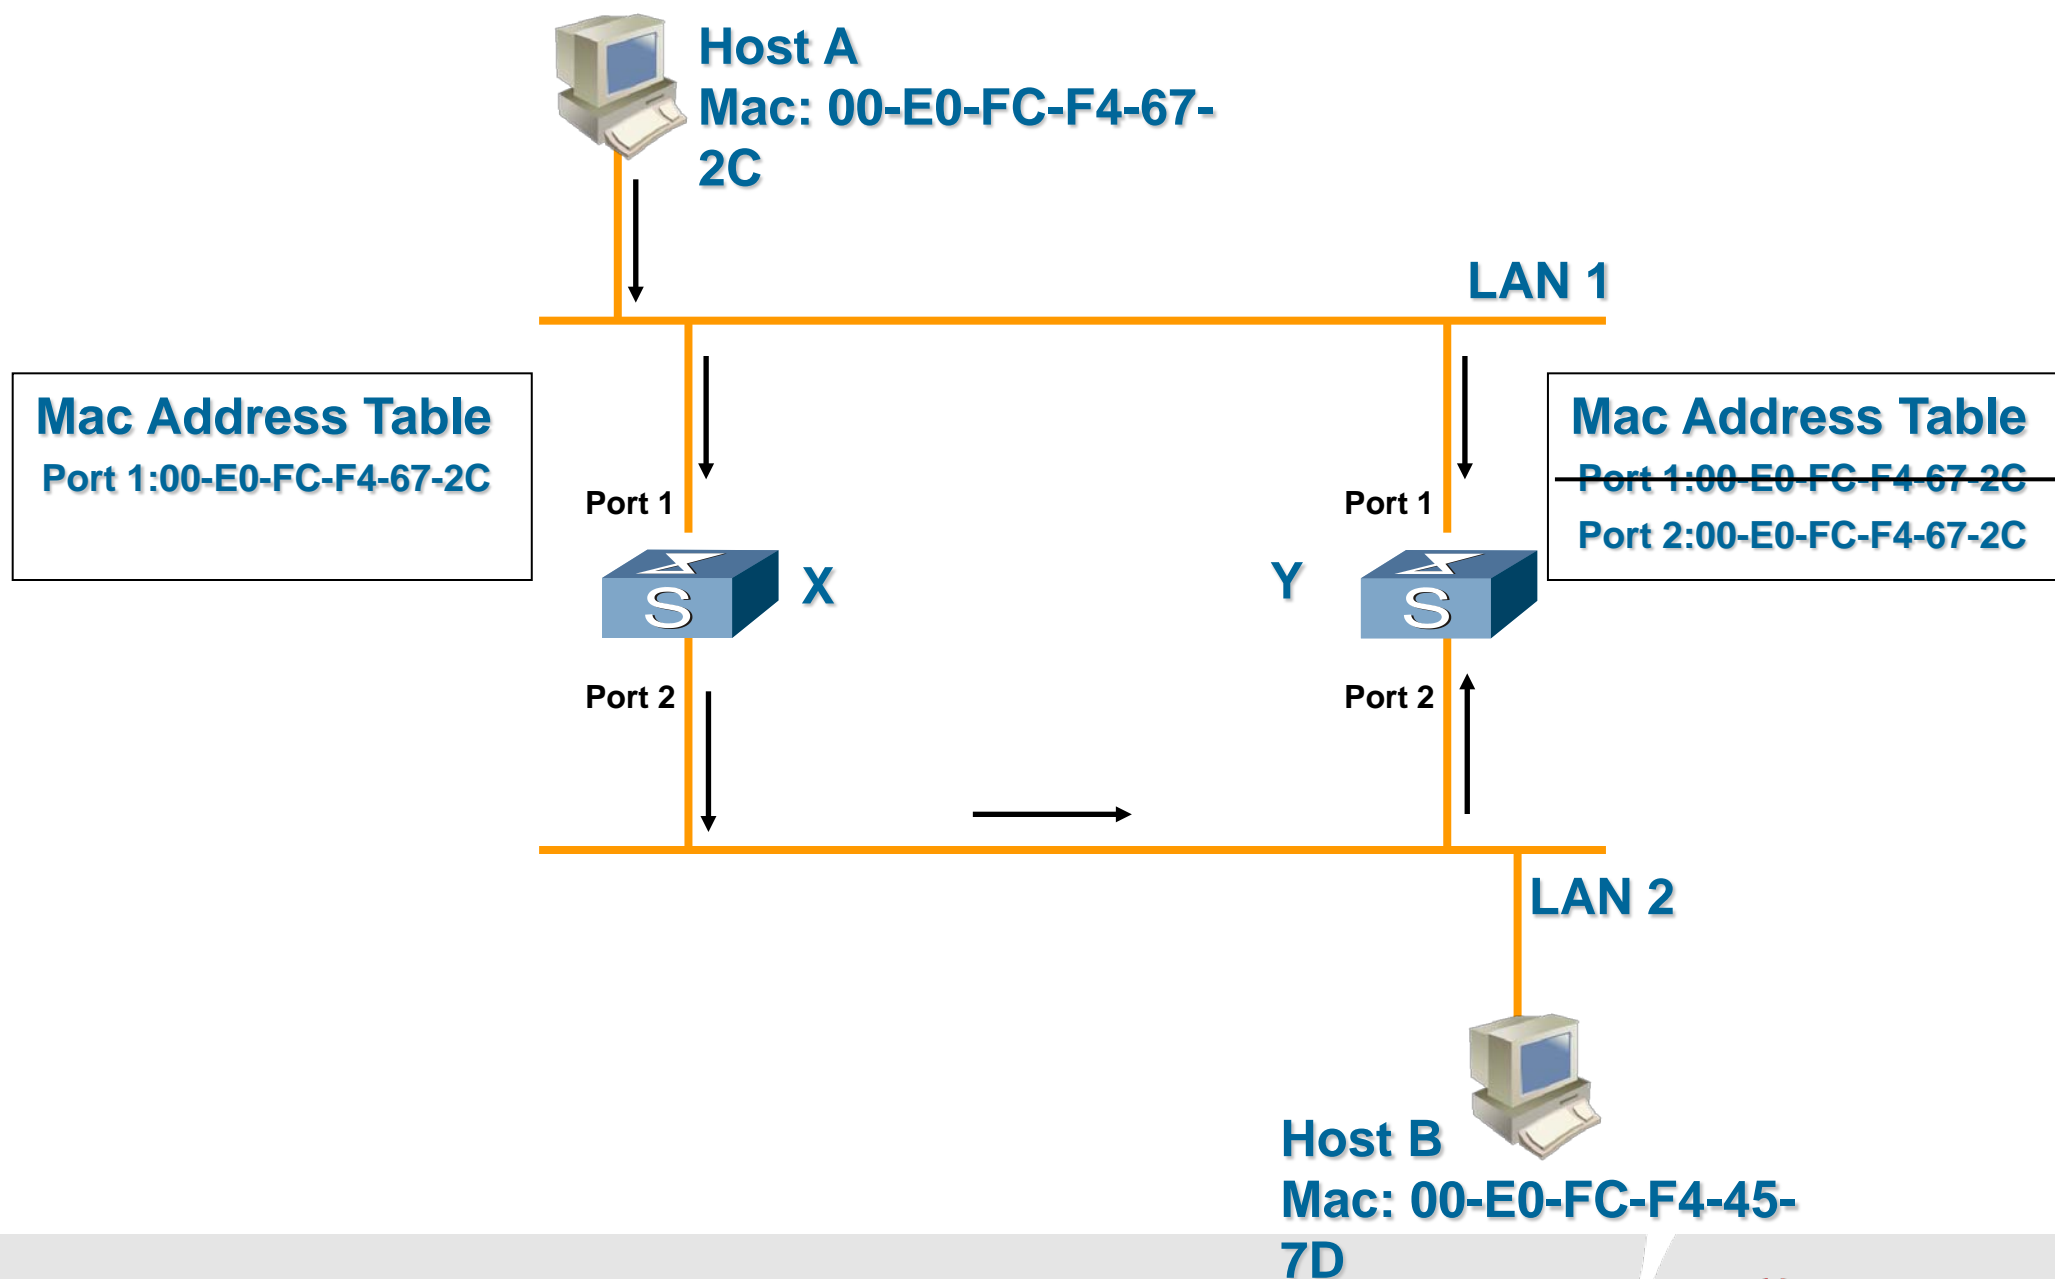 Host A
Mac: 00-E0-FC-F4-67-
2C
LAN 1
Mac Address Table
Port 1:00-E0-FC-F4-67-2C
Mac Address Table
Port 1:00-E0-FC-F4-67-2C
Port 2:00-E0-FC-F4-67-2C
Port 1
Port 1
S
X
Y
S
Port 2
Port 2
LAN 2
Host B
Mac: 00-E0-FC-F4-45-
7D